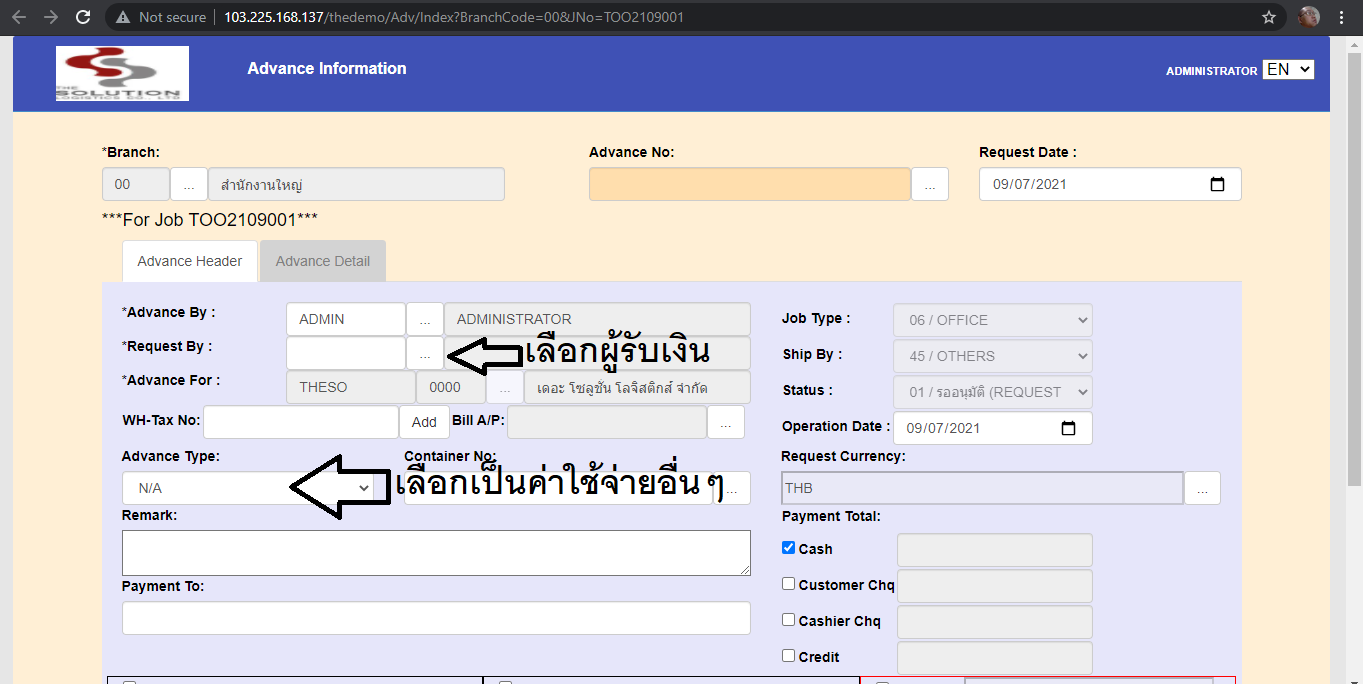 Not secure 103.225.168.137/thedemo/Adv/Index?BranchCode=00&JNo=TOO2109001
THE
SOLUTION
LOGISTICS CO., LTD
Advance Information
ADMINISTRATOR EN
*Branch: Advance No: Request Date :
00 ... สำนักงานใหญ่ ... 09/07/2021
***For Job TOO2109001***
Advance Header Advance Detail
*Advance By : ADMIN ... ADMINISTRATOR Job Type : 06 / OFFICE
*Request By : ... เลือกผู้รับเงิน Ship By : 45 / OTHERS
*Advance For : THESO 0000 ... เดอะ โซลูชั่น โลจิสติกส์ จำกัด Status : 01 / รออนุมัติ (REQUEST
WH-Tax No: Add Bill A/P: ... Operation Date : 09/07/2021
Advance Type: Container No: Request Currency:
N/A เลือกเป็นค่าใช้จ่ายอื่น ๆ ... THB ...
Remark: Payment Total:
Cash
Payment To: Customer Chq
Cashier Chq
Credit